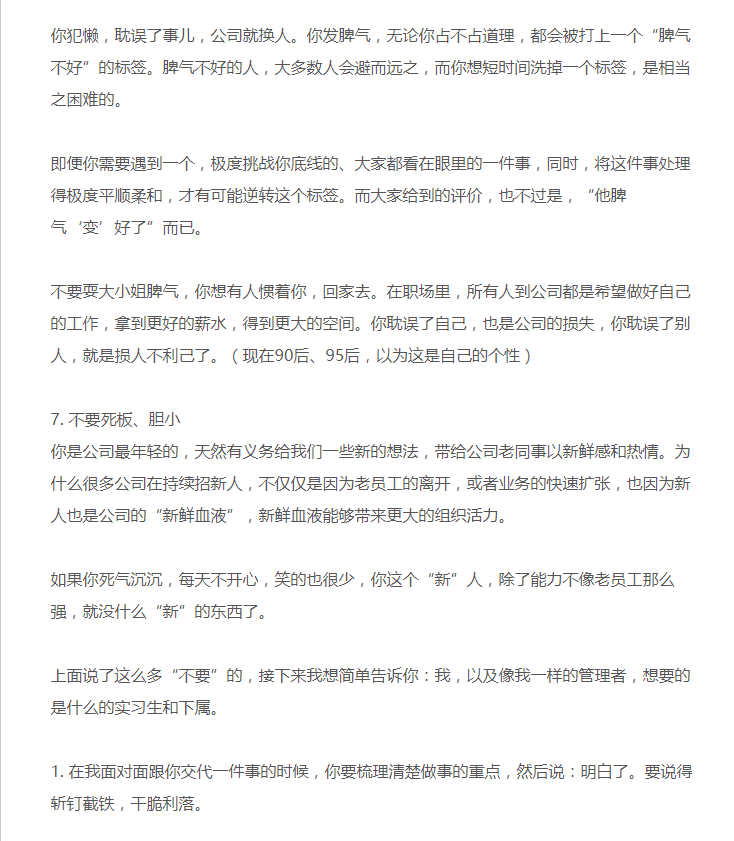 你犯懒，耽误了事儿，公司就换人。你发脾气，无论你占不占道理，都会被打上一个“脾气
不好”的标签。脾气不好的人，大多数人会避而远之，而你想短时间洗掉一个标签，是相当
之困难的。
即便你需要遇到一个，极度挑战你底线的、大家都看在眼里的一件事，同时，将这件事处理
得极度平顺柔和，才有可能逆转这个标签。而大家给到的评价，也不过是，“他脾
气‘变’好了”而已。
不要耍大小姐脾气，你想有人惯着你，回家去。在职场里，所有人到公司都是希望做好自己
的工作，拿到更好的薪水，得到更大的空间。你耽误了自己，也是公司的损失，你耽误了别
人，就是损人不利己了。（现在90后、95后，以为这是自己的个性）
7. 不要死板、胆小
你是公司最年轻的，天然有义务给我们一些新的想法，带给公司老同事以新鲜感和热情。为
什么很多公司在持续招新人，不仅仅是因为老员工的离开，或者业务的快速扩张，也因为新
人也是公司的“新鲜血液”，新鲜血液能够带来更大的组织活力。
如果你死气沉沉，每天不开心，笑的也很少，你这个“新”人，除了能力不像老员工那么
强，就没什么“新”的东西了。
上面说了这么多“不要”的，接下来我想简单告诉你：我，以及像我一样的管理者，想要的
是什么的实习生和下属。
1. 在我面对面跟你交代一件事的时候，你要梳理清楚做事的重点，然后说：明白了。要说得
斩钉截铁，干脆利落。